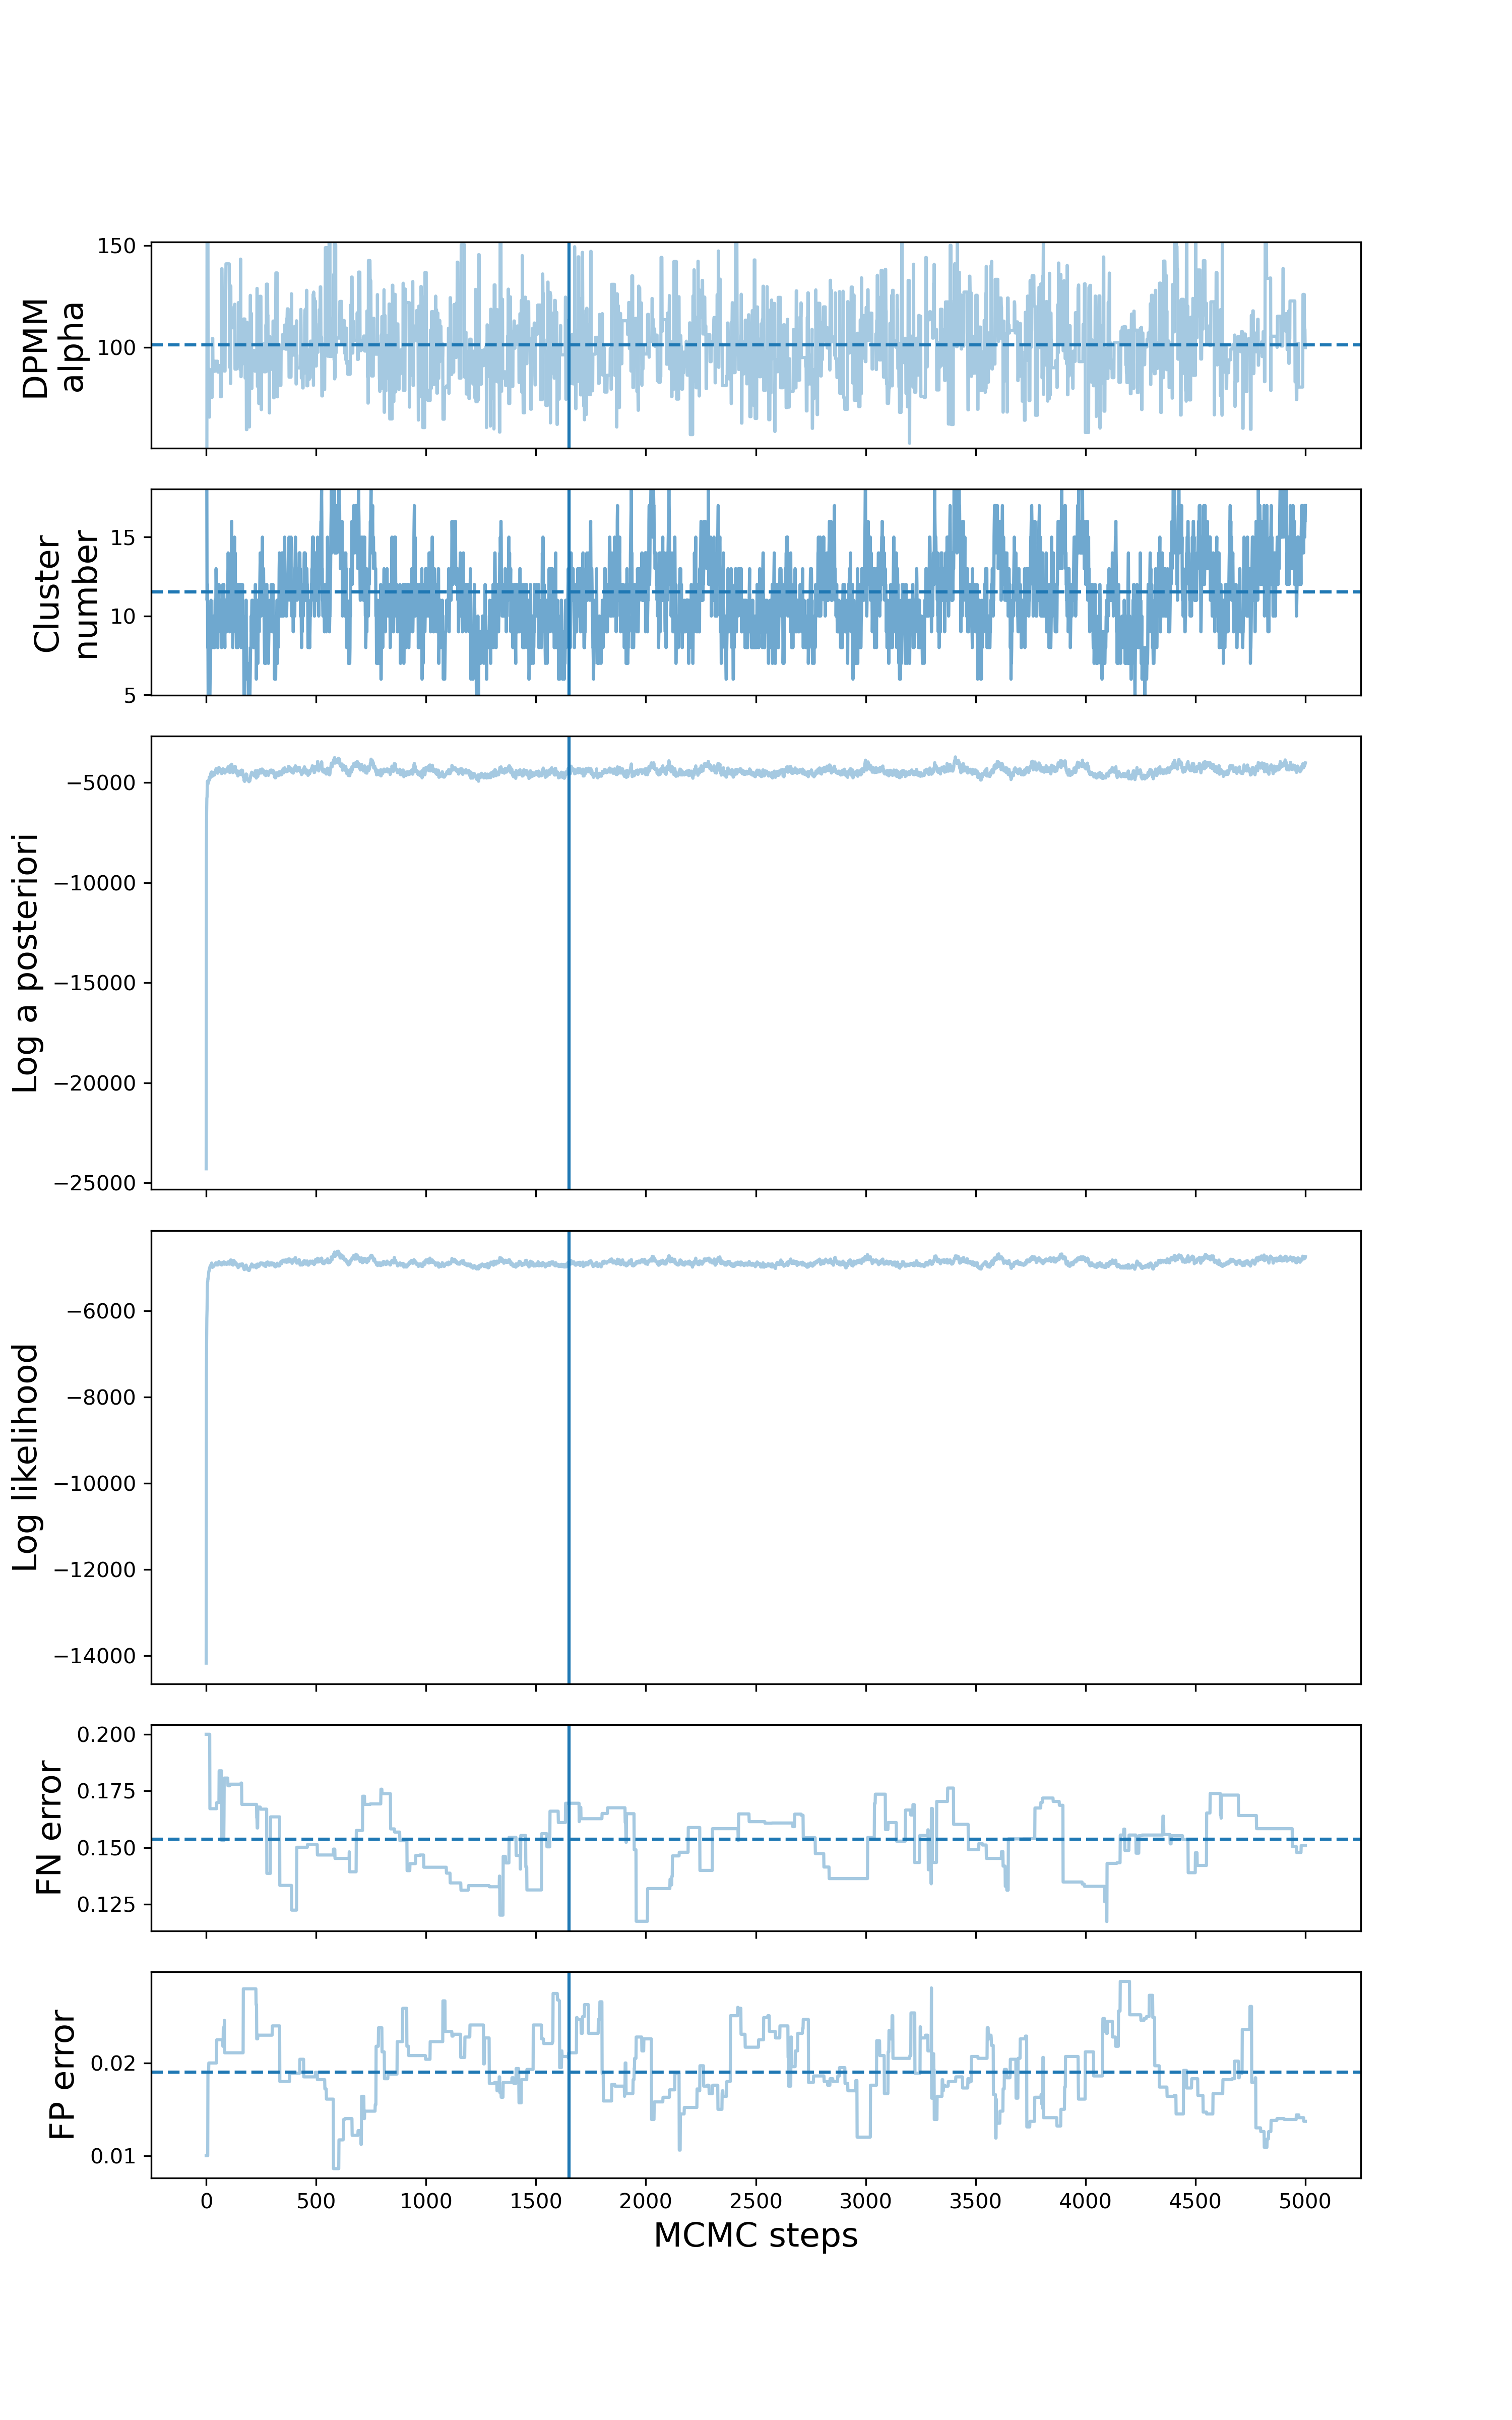 DPMM
alpha
150
100
Cluster
number
15
10
5
Log a posteriori
−5000
−10000
−15000
−20000
−25000
Log likelihood
−6000
−8000
−10000
−12000
−14000
FN error
0.200
0.175
0.150
0.125
FP error
0.02
0.01
0 500 1000 1500 2000 2500 3000 3500 4000 4500 5000
MCMC steps